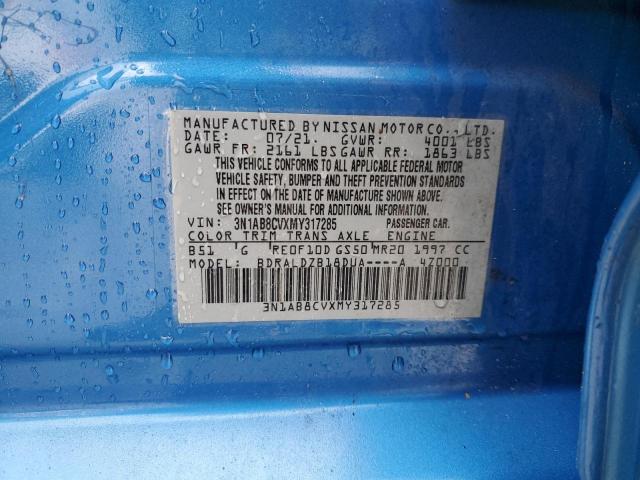 MANUFACTURED BY NISSAN MOTOR CO., LTD.
DATE: 07/21. GVWR: 4001 LBS
GAWR FR: 2161 LBS GAWR RR: 1863 LBS
THIS VEHICLE CONFORMS TO ALL APPLICABLE FEDERAL MOTOR
VEHICLE SAFETY, BUMPER AND THEFT PREVENTION STANDARDS
IN EFFECT ON THE DATE OF MANUFACTURE SHOWN ABOVE.
SEE OWNER'S MANUAL FOR ADDITIONAL INFORMATION.
VIN: 3N1AB8CVXMY317285 PASSENGER CAR.
COLOR TRIM TRANS AXLE ENGINE
B51 'G 'RE0F10D GS50 MR20 1997 CC
MODEL: BDRALDZB18DUA----A 4Z000
3N1AB8CVXMY317285